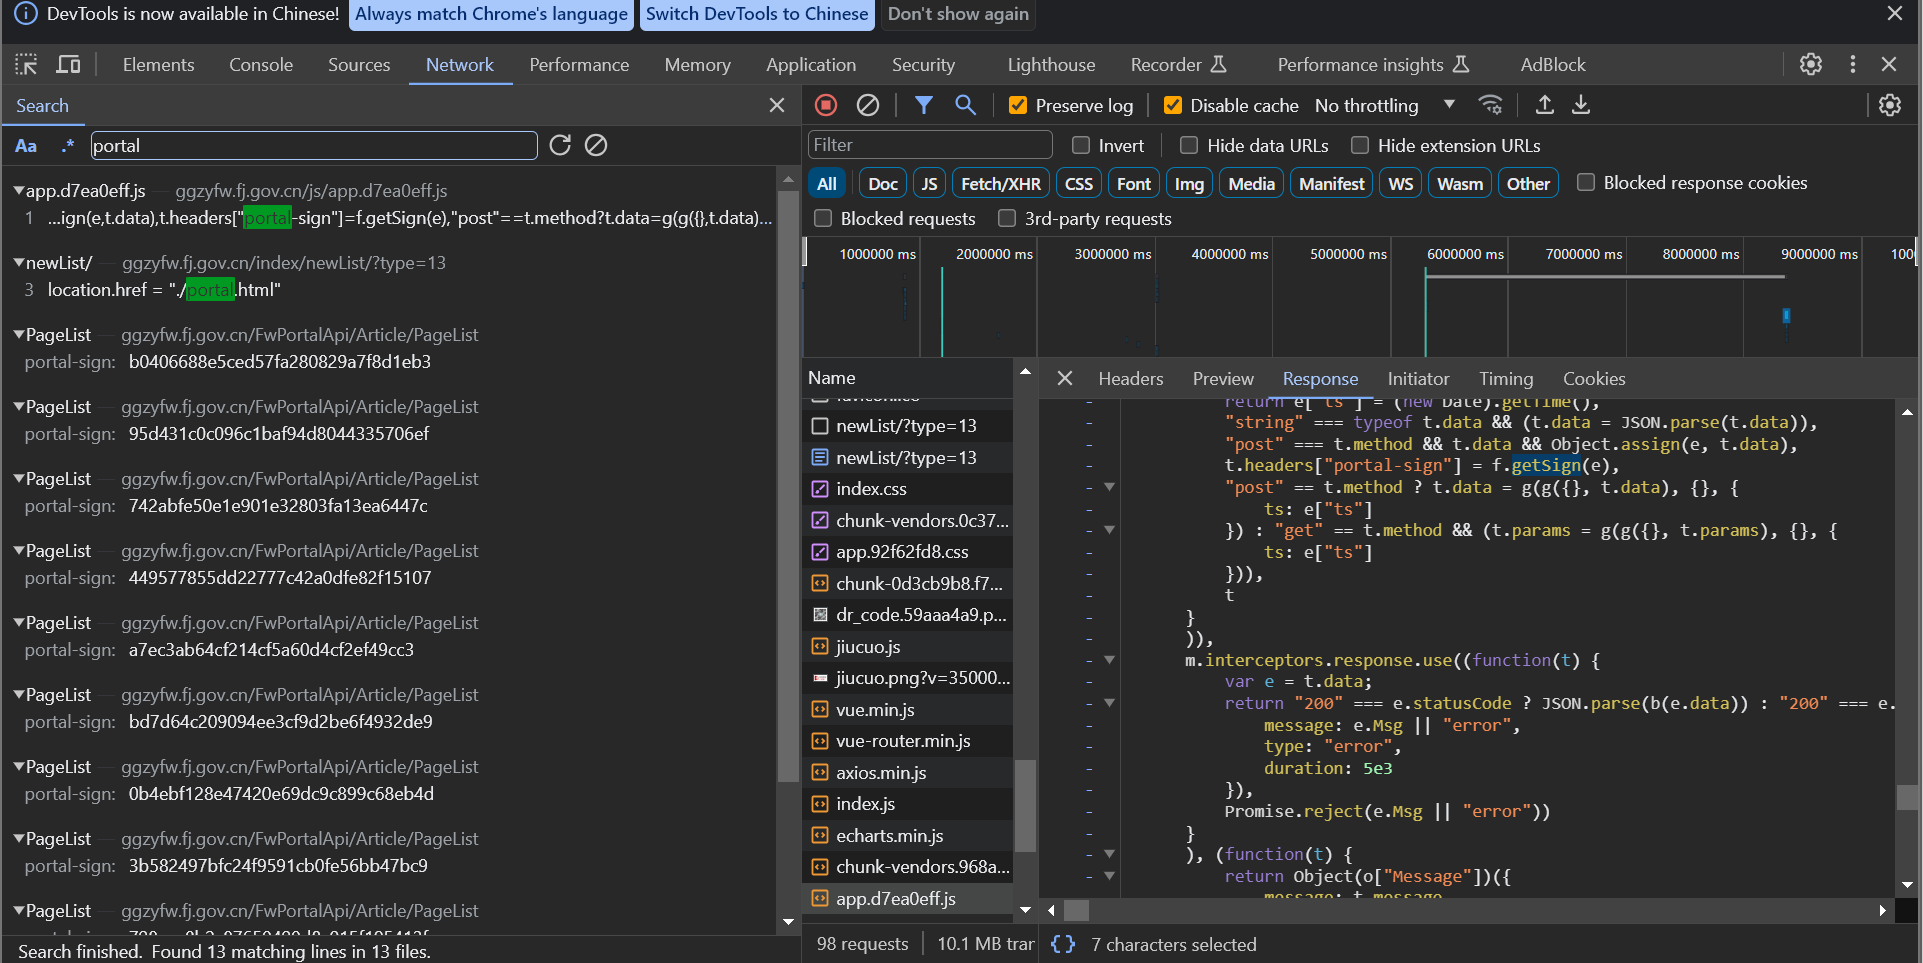 DevTools is now available in Chinese! Always match Chrome's language Switch DevTools to Chinese Don't show again
Elements Console Sources Network Performance Memory Application Security Lighthouse Recorder Performance insights AdBlock
Search
Aa .* portal
app.d7ea0eff.js ggzyfw.fj.gov.cn/js/app.d7ea0eff.js
1 ...ign(e,t.data),t.headers["portal-sign"]=f.getSign(e),"post"==t.method?t.data=g(g({},t.data)...
newList/ ggzyfw.fj.gov.cn/index/newList/?type=13
3 location.href = "./portal.html"
PageList ggzyfw.fj.gov.cn/FwPortalApi/Article/PageList
portal-sign: b0406688e5ced57fa280829a7f8d1eb3
PageList ggzyfw.fj.gov.cn/FwPortalApi/Article/PageList
portal-sign: 95d431c0c096c1baf94d8044335706ef
PageList ggzyfw.fj.gov.cn/FwPortalApi/Article/PageList
portal-sign: 742abfe50e1e901e32803fa13ea6447c
PageList ggzyfw.fj.gov.cn/FwPortalApi/Article/PageList
portal-sign: 449577855dd22777c42a0dfe82f15107
PageList ggzyfw.fj.gov.cn/FwPortalApi/Article/PageList
portal-sign: a7ec3ab64cf214cf5a60d4cf2ef49cc3
PageList ggzyfw.fj.gov.cn/FwPortalApi/Article/PageList
portal-sign: bd7d64c209094ee3cf9d2be6f4932de9
PageList ggzyfw.fj.gov.cn/FwPortalApi/Article/PageList
portal-sign: 0b4ebf128e47420e69dc9c899c68eb4d
PageList ggzyfw.fj.gov.cn/FwPortalApi/Article/PageList
portal-sign: 3b582497bfc24f9591cb0fe56bb47bc9
PageList ggzyfw.fj.gov.cn/FwPortalApi/Article/PageList
Search finished. Found 13 matching lines in 13 files.
Preserve log Disable cache No throttling
Filter Invert Hide data URLs Hide extension URLs
All Doc JS Fetch/XHR CSS Font Img Media Manifest WS Wasm Other Blocked response cookies
Blocked requests 3rd-party requests
1000000 ms 2000000 ms 3000000 ms 4000000 ms 5000000 ms 6000000 ms 7000000 ms 8000000 ms 9000000 ms 1000
Name
favicon.ico
newList/?type=13
newList/?type=13
index.css
chunk-vendors.0c37...
app.92f62fd8.css
chunk-0d3cb9b8.f7...
dr_code.59aaa4a9.p...
jiucuo.js
jiucuo.png?v=35000...
vue.min.js
vue-router.min.js
axios.min.js
index.js
echarts.min.js
chunk-vendors.968a...
app.d7ea0eff.js
98 requests 10.1 MB tran
Headers Preview Response Initiator Timing Cookies
return e["ts"] = (new Date).getTime(),
"string" === typeof t.data && (t.data = JSON.parse(t.data)),
"post" === t.method && t.data && Object.assign(e, t.data),
t.headers["portal-sign"] = f.getSign(e),
"post" == t.method ? t.data = g(g({}, t.data), {}, {
ts: e["ts"]
}) : "get" == t.method && (t.params = g(g({}, t.params), {}, {
ts: e["ts"]
})),
t
}
)),
m.interceptors.response.use((function(t) {
var e = t.data;
return "200" === e.statusCode ? JSON.parse(b(e.data)) : "200" === e.
message: e.Msg || "error",
type: "error",
duration: 5e3
}),
Promise.reject(e.Msg || "error"))
}
), (function(t) {
return Object(o["Message"])({
message: t.message
{} 7 characters selected